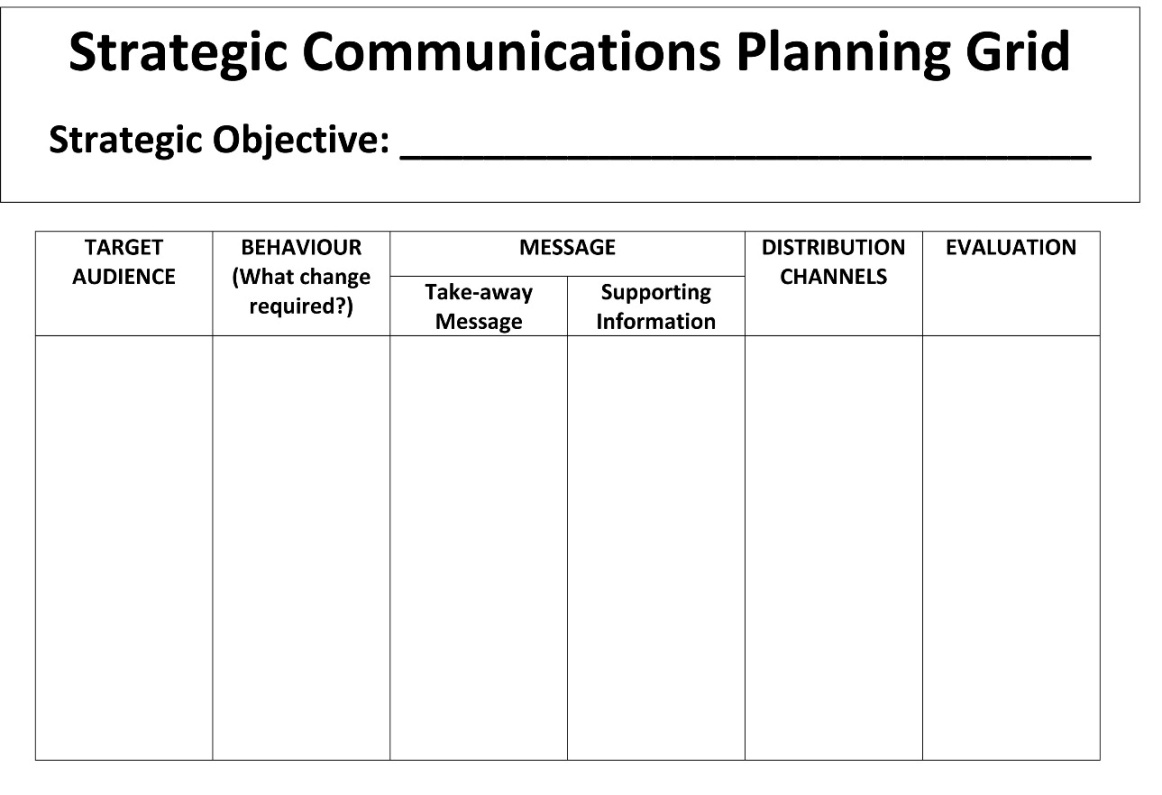 Strategic Communications Planning Grid
Strategic Objective: _________________________________
TARGET
AUDIENCE
BEHAVIOUR
(What change
required?)
MESSAGE
Take-away
Message
Supporting
Information
DISTRIBUTION
CHANNELS
EVALUATION